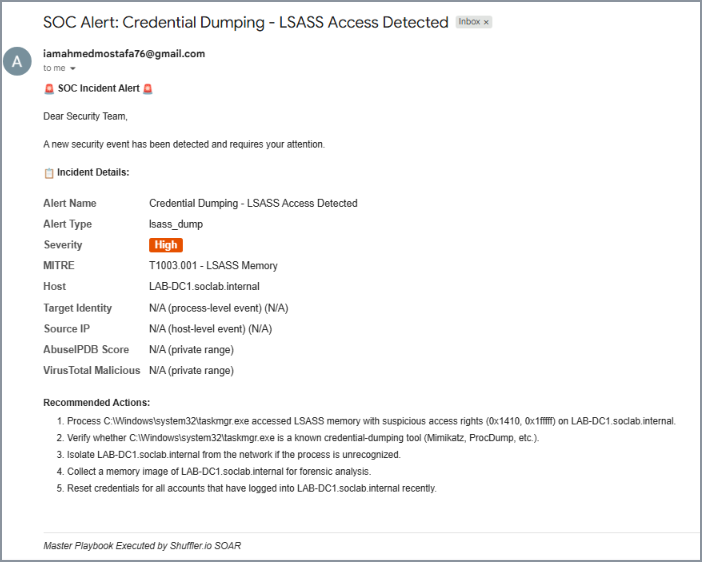 SOC Alert: Credential Dumping - LSASS Access Detected Inbox ×
A
iamahmedmostafa76@gmail.com
to me
🚨 SOC Incident Alert 🚨
Dear Security Team,
A new security event has been detected and requires your attention.
📋 Incident Details:
Alert Name Credential Dumping - LSASS Access Detected
Alert Type lsass_dump
Severity High
MITRE T1003.001 - LSASS Memory
Host LAB-DC1.soclab.internal
Target Identity N/A (process-level event) (N/A)
Source IP N/A (host-level event) (N/A)
AbuseIPDB Score N/A (private range)
VirusTotal Malicious N/A (private range)
Recommended Actions:
1. Process C:\Windows\system32\taskmgr.exe accessed LSASS memory with suspicious access rights (0x1410, 0x1fffff) on LAB-DC1.soclab.internal.
2. Verify whether C:\Windows\system32\taskmgr.exe is a known credential-dumping tool (Mimikatz, ProcDump, etc.).
3. Isolate LAB-DC1.soclab.internal from the network if the process is unrecognized.
4. Collect a memory image of LAB-DC1.soclab.internal for forensic analysis.
5. Reset credentials for all accounts that have logged into LAB-DC1.soclab.internal recently.
Master Playbook Executed by Shuffler.io SOAR